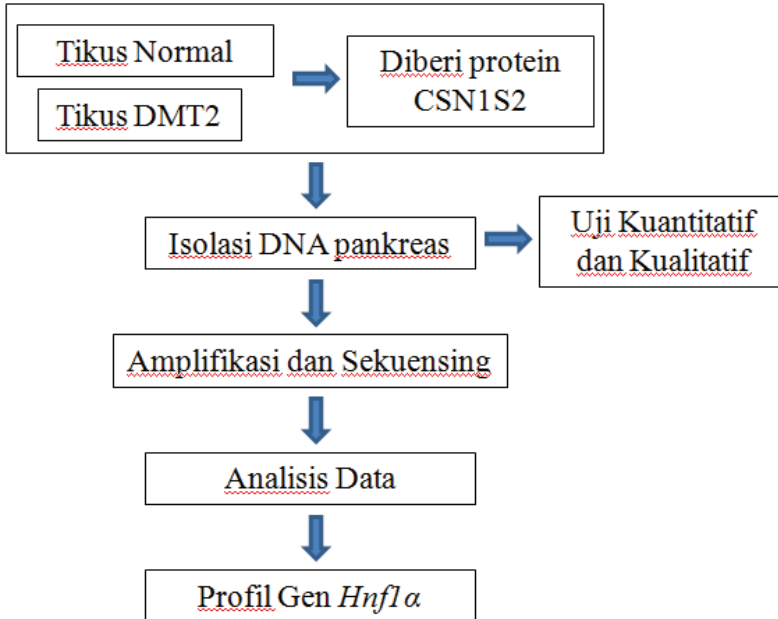 Tikus Normal
Tikus DMT2
Diberi protein
CSN1S2
Isolasi DNA pankreas
Uji Kuantitatif
dan Kualitatif
Amplifikasi dan Sekuensing
Analisis Data
Profil Gen Hnf1α